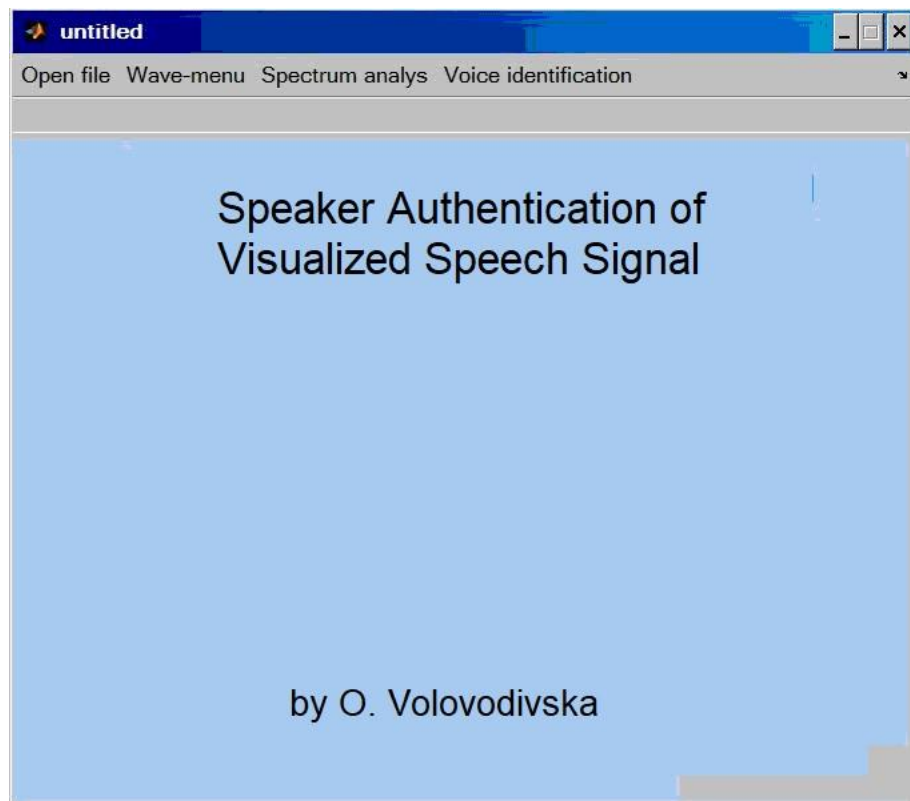 untitled
Open file Wave-menu Spectrum analys Voice identification
Speaker Authentication of
Visualized Speech Signal
by O. Volovodivska